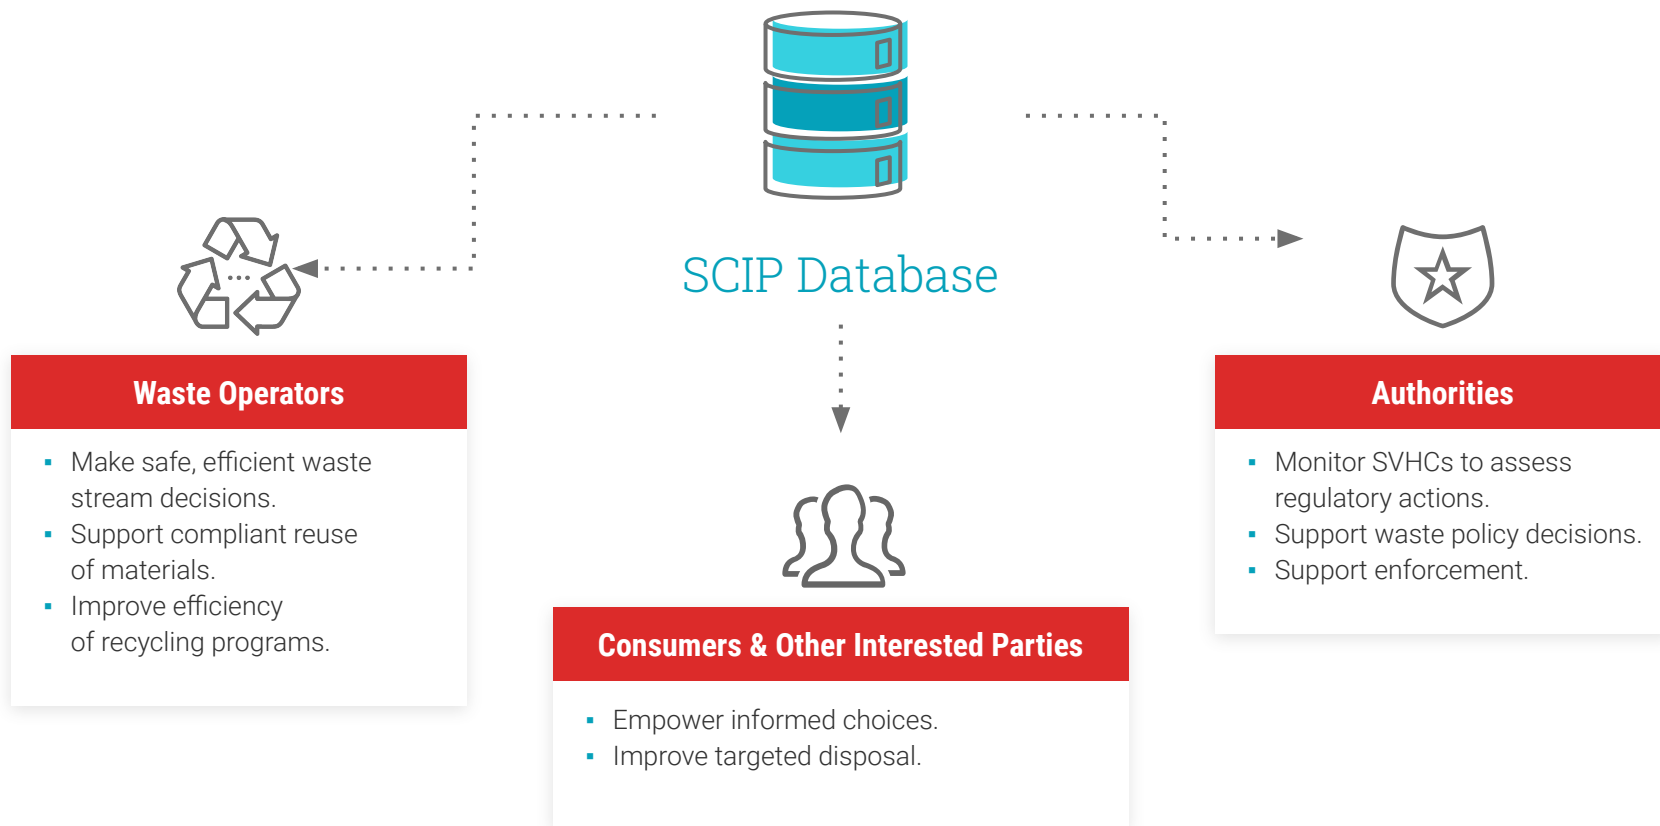 SCIP Database
Waste Operators
▪ Make safe, efficient waste
stream decisions.
▪ Support compliant reuse
of materials.
▪ Improve efficiency
of recycling programs.
Consumers & Other Interested Parties
▪ Empower informed choices.
▪ Improve targeted disposal.
Authorities
▪ Monitor SVHCs to assess
regulatory actions.
▪ Support waste policy decisions.
▪ Support enforcement.